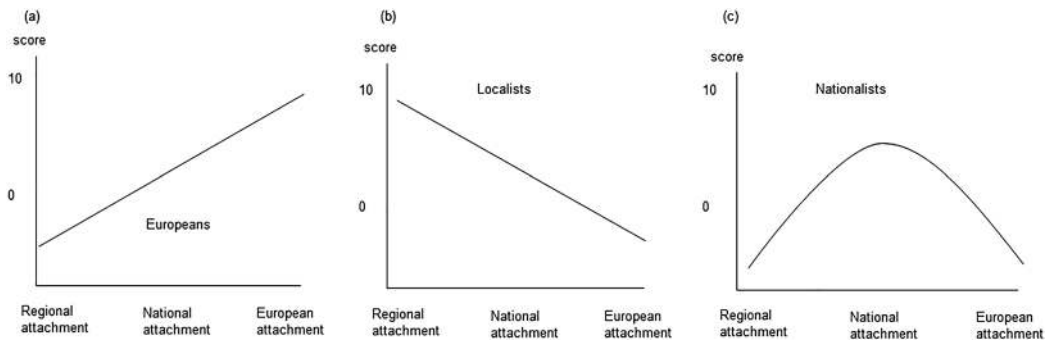 (a)
score
10
0
Europeans
Regional attachment
National attachment
European attachment
(b)
score
10
Localists
0
Regional attachment
National attachment
European attachment
(c)
score
10
Nationalists
0
Regional attachment
National attachment
European attachment